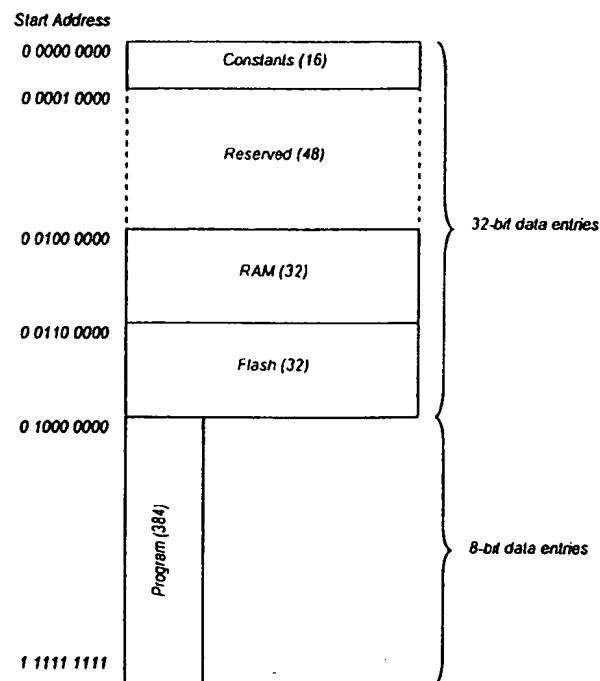 Start Address
0 0000 0000
Constants (16)
0 0001 0000
Reserved (48)
32-bit data entries
0 0100 0000
RAM (32)
0 0110 0000
Flash (32)
0 1000 0000
Program (384)
8-bit data entries
1 1111 1111